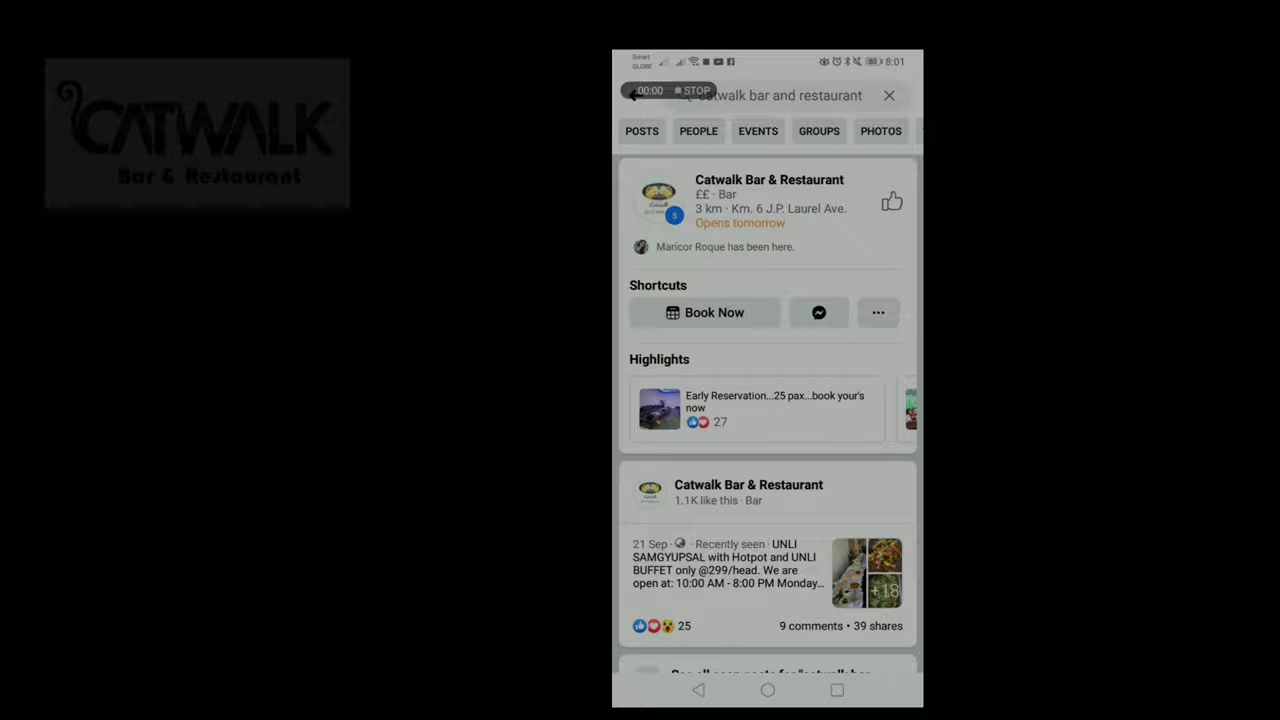 CATWALK
Bar & Restaurant
Smart
GLOBE
63
8:01
00:00 STOP
catwalk bar and restaurant
POSTS
PEOPLE
EVENTS
GROUPS
PHOTOS
Catwalk Bar & Restaurant
££ · Bar
3 km · Km. 6 J.P. Laurel Ave.
Opens tomorrow
5
Maricor Roque has been here.
Shortcuts
Book Now
Highlights
Early Reservation...25 pax...book your's
now
27
Catwalk Bar & Restaurant
1.1K like this · Bar
21 Sep · Recently seen · UNLI
SAMGYUPSAL with Hotpot and UNLI
BUFFET only @299/head. We are
open at: 10:00 AM - 8:00 PM Monday...
+18
25
9 comments • 39 shares